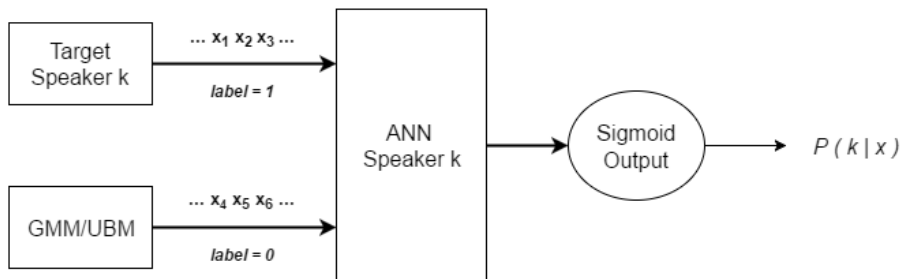 Target
Speaker k
... x₁ x₂ x₃ ...
label = 1
GMM/UBM
... x₄ x₅ x₆ ...
label = 0
ANN
Speaker k
Sigmoid
Output
P ( k | x )